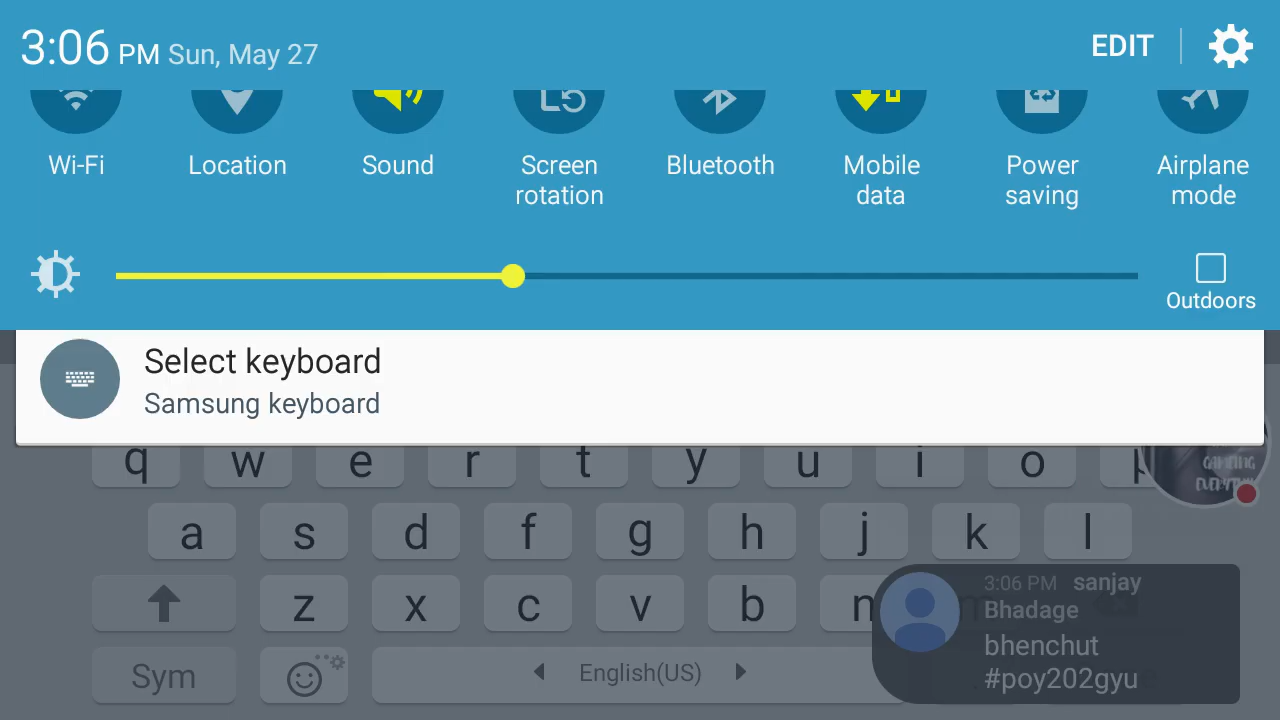 3:06 PM Sun, May 27
EDIT
Wi-Fi
Location
Sound
Screen
rotation
Bluetooth
Mobile
data
Power
saving
Airplane
mode
Outdoors
Select keyboard
Samsung keyboard
q w e r t y u i o p
GAMING
a s d f g h j k l
z x c v b n m
3:06 PM sanjay
Bhadage
bhenchut
#poy202gyu
Sym
English(US)